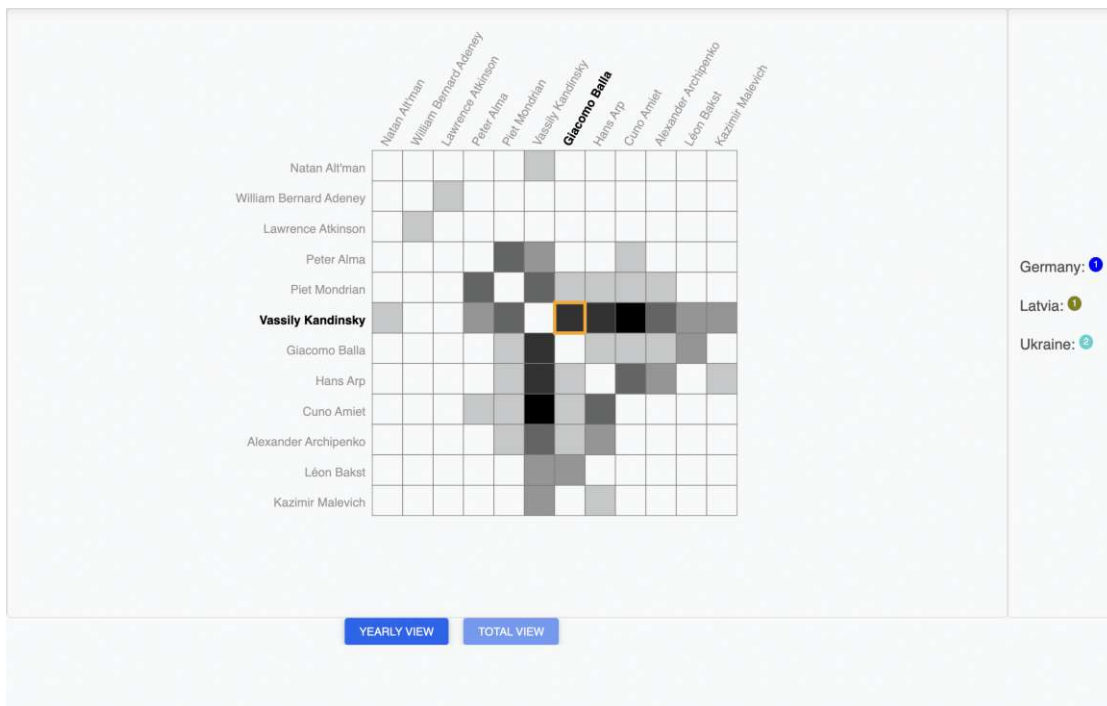 Natan Alt'man
William Bernard Adeney
Lawrence Atkinson
Peter Alma
Piet Mondrian
Vassily Kandinsky
Giacomo Balla
Hans Arp
Cuno Amiet
Alexander Archipenko
Léon Bakst
Kazimir Malevich
Natan Alt'man
William Bernard Adeney
Lawrence Atkinson
Peter Alma
Piet Mondrian
Vassily Kandinsky
Giacomo Balla
Hans Arp
Cuno Amiet
Alexander Archipenko
Léon Bakst
Kazimir Malevich
Germany: 1
Latvia: 1
Ukraine: 2
YEARLY VIEW
TOTAL VIEW